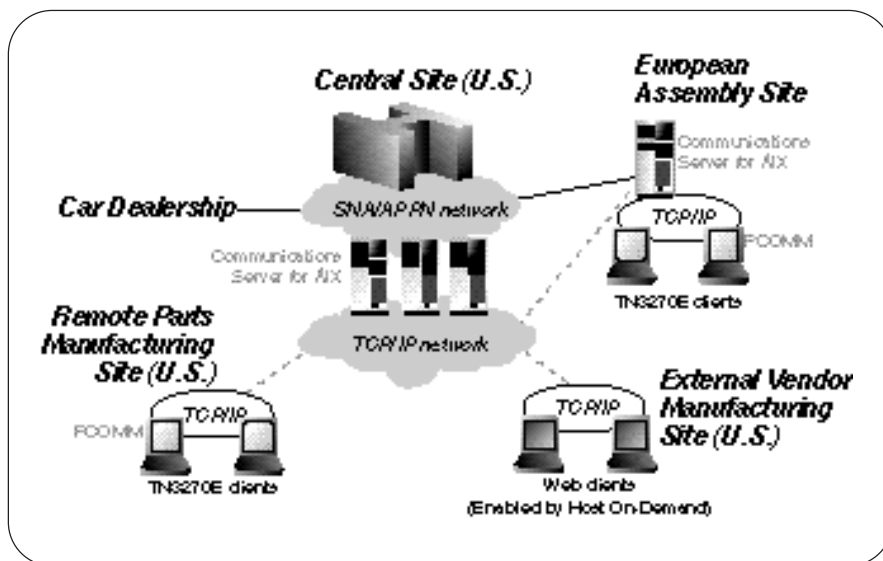 Central Site (U.S.)
European
Assembly Site
Communications
Server for AIX
Car Dealership
SNA/APPN network
TCP/IP
PCOMM
TN3270E clients
Communications
Server for AIX
Remote Parts
Manufacturing
Site (U.S.)
TCP/IP network
External Vendor
Manufacturing
Site (U.S.)
TCP/IP
PCOMM
TN3270E clients
TCP/IP
Web clients
(Enabled by Host On-Demand)